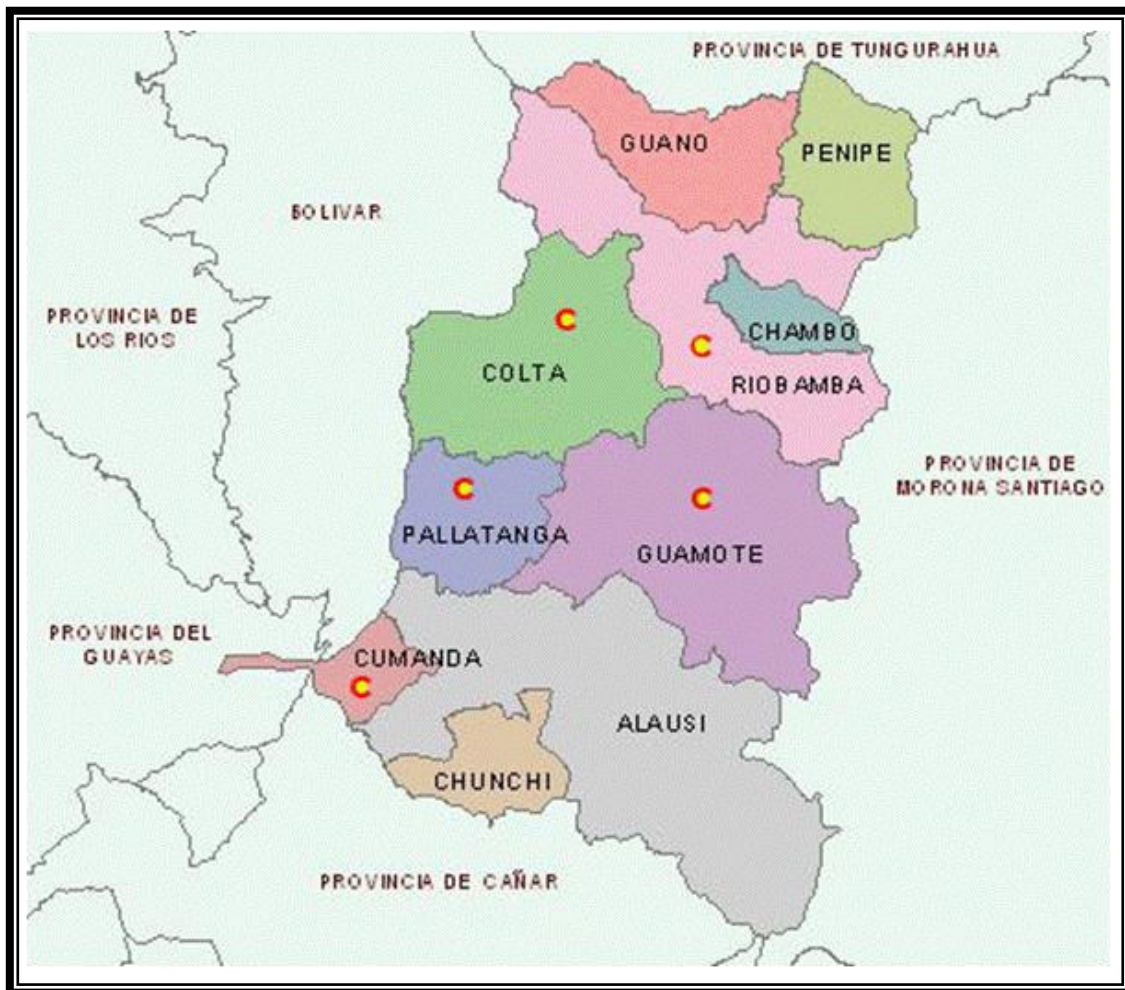 PROVINCIA DE TUNGURAHUA
GUANO
PENIPE
BOLIVAR
PROVINCIA DE
LOS RIOS
C
CHAMBO
C
COLTA
RIOBAMBA
PROVINCIA DE
MORONA SANTIAGO
C
C
PALLATANGA
GUAMOTE
PROVINCIA DEL
GUAYAS
CUMANDA
C
ALAUSI
CHUNCHI
PROVINCIA DE CAÑAR